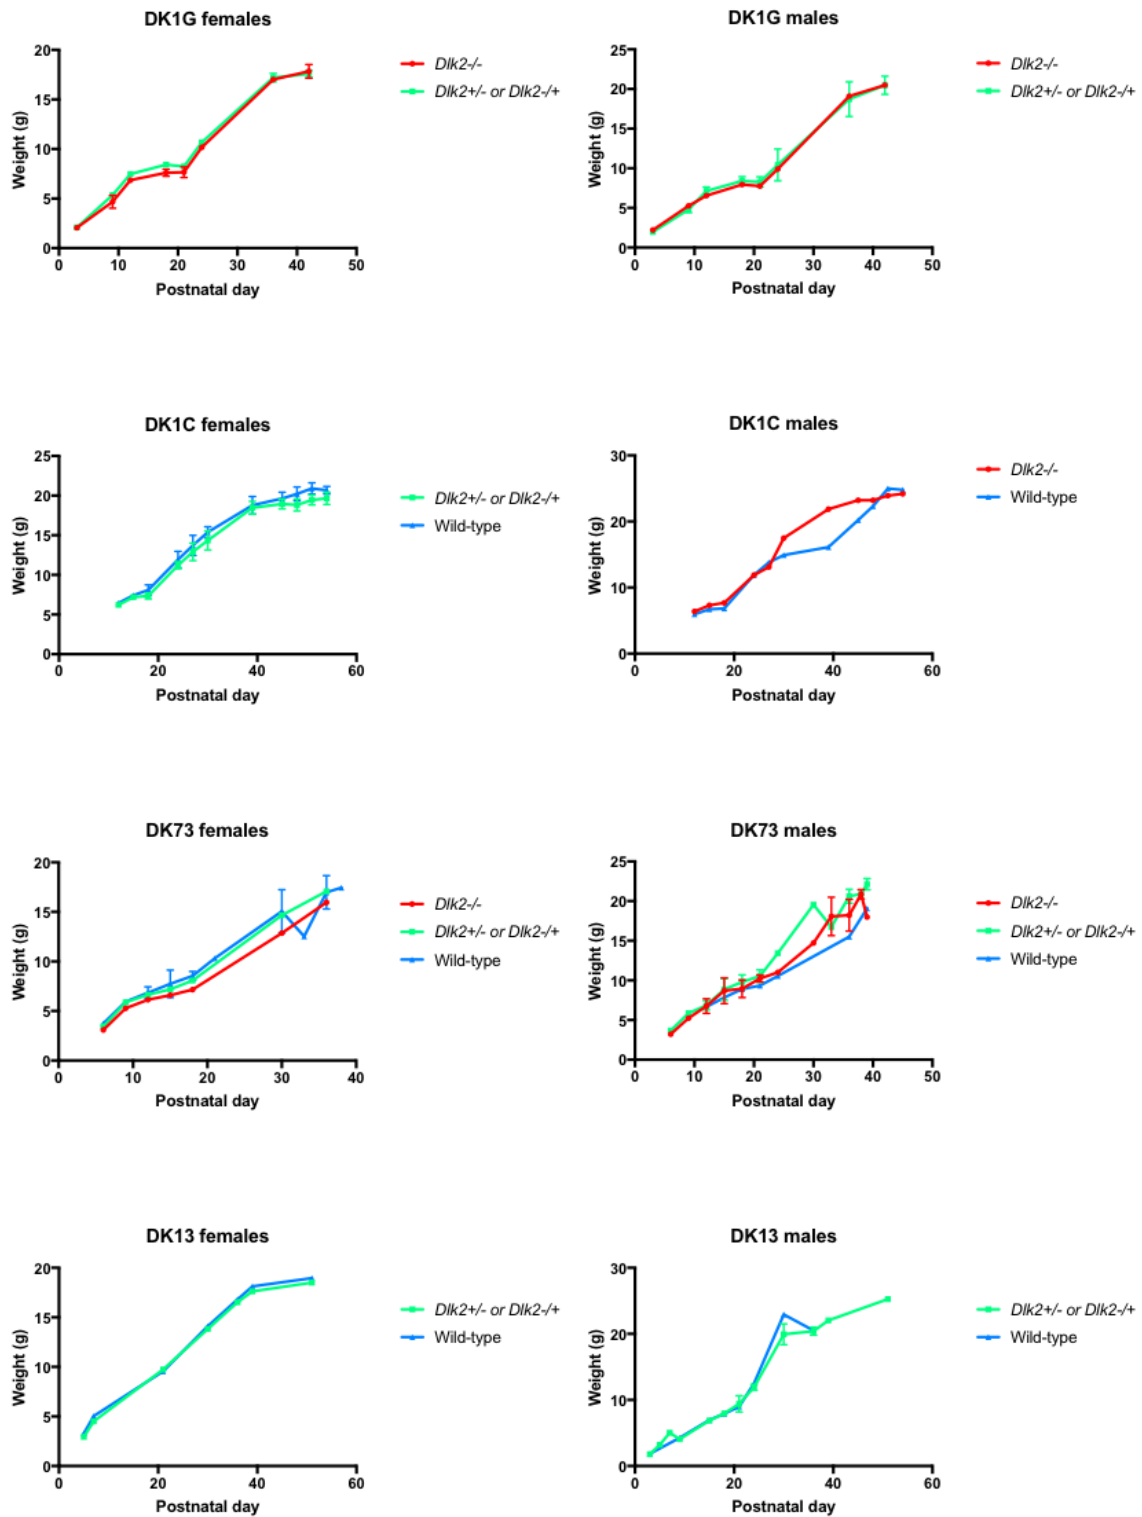 DK1G females
20
15
10
5
0
0 10 20 30 40 50
Weight (g)
Postnatal day
Dlk2-/-
Dlk2+/- or Dlk2-/+
DK1G males
25
20
15
10
5
0
0 10 20 30 40 50
Weight (g)
Postnatal day
Dlk2-/-
Dlk2+/- or Dlk2-/+
DK1C females
25
20
15
10
5
0
0 20 40 60
Weight (g)
Postnatal day
Dlk2+/- or Dlk2-/+
Wild-type
DK1C males
30
20
10
0
0 20 40 60
Weight (g)
Postnatal day
Dlk2-/-
Wild-type
DK73 females
20
15
10
5
0
0 10 20 30 40
Weight (g)
Postnatal day
Dlk2-/-
Dlk2+/- or Dlk2-/+
Wild-type
DK73 males
25
20
15
10
5
0
0 10 20 30 40 50
Weight (g)
Postnatal day
Dlk2-/-
Dlk2+/- or Dlk2-/+
Wild-type
DK13 females
20
15
10
5
0
0 20 40 60
Weight (g)
Postnatal day
Dlk2+/- or Dlk2-/+
Wild-type
DK13 males
30
20
10
0
0 20 40 60
Weight (g)
Postnatal day
Dlk2+/- or Dlk2-/+
Wild-type